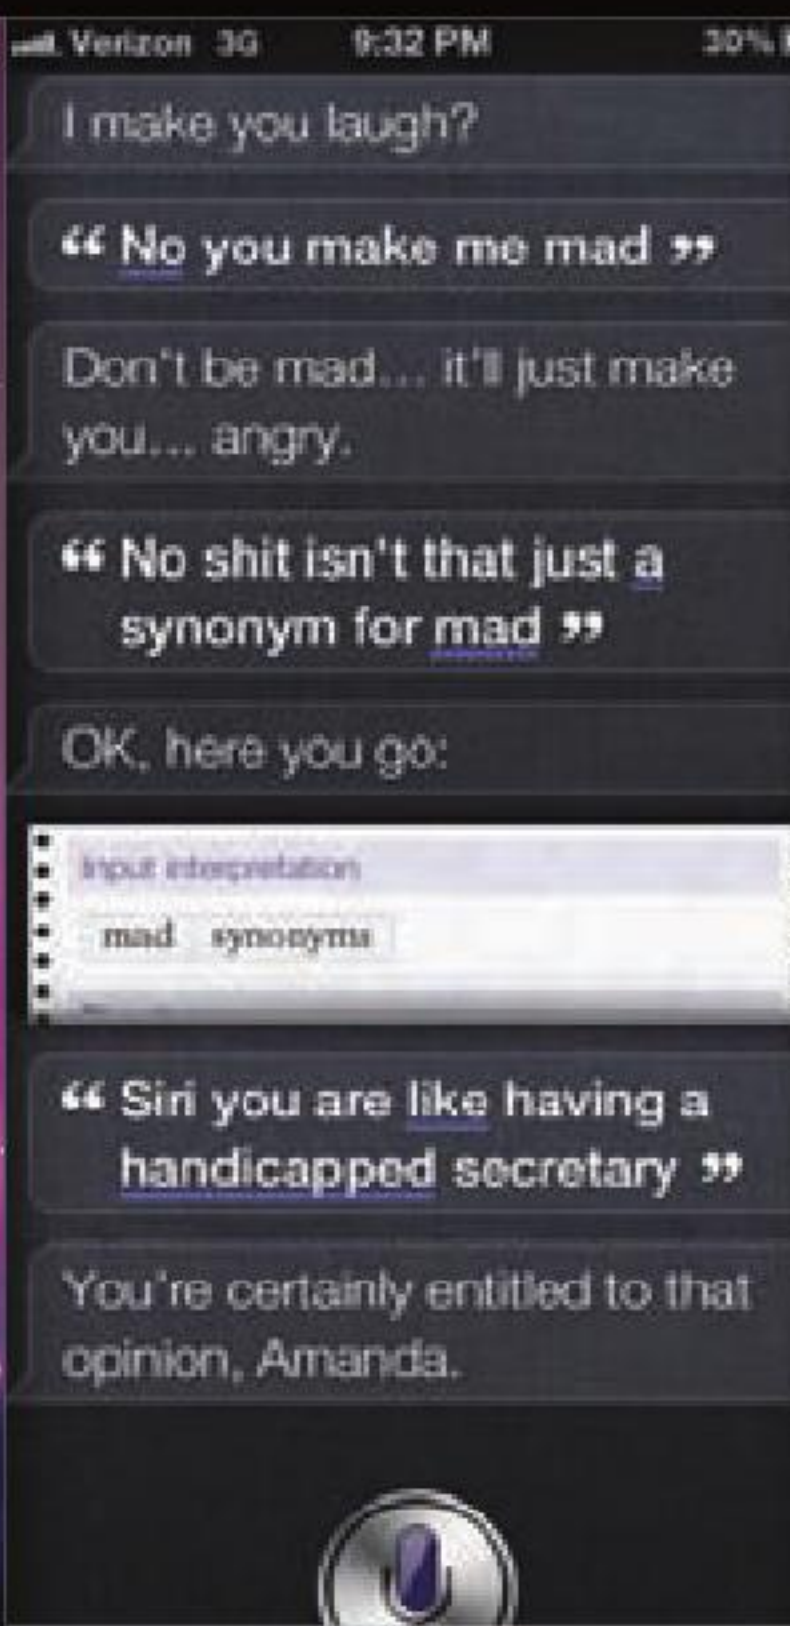 Verizon 3G 9:32 PM 30%
I make you laugh?
“ No you make me mad ”
Don't be mad... it'll just make
you... angry.
“ No shit isn't that just a
synonym for mad ”
OK, here you go:
Input interpretation
mad synonyms
“ Siri you are like having a
handicapped secretary ”
You're certainly entitled to that
opinion, Amanda.